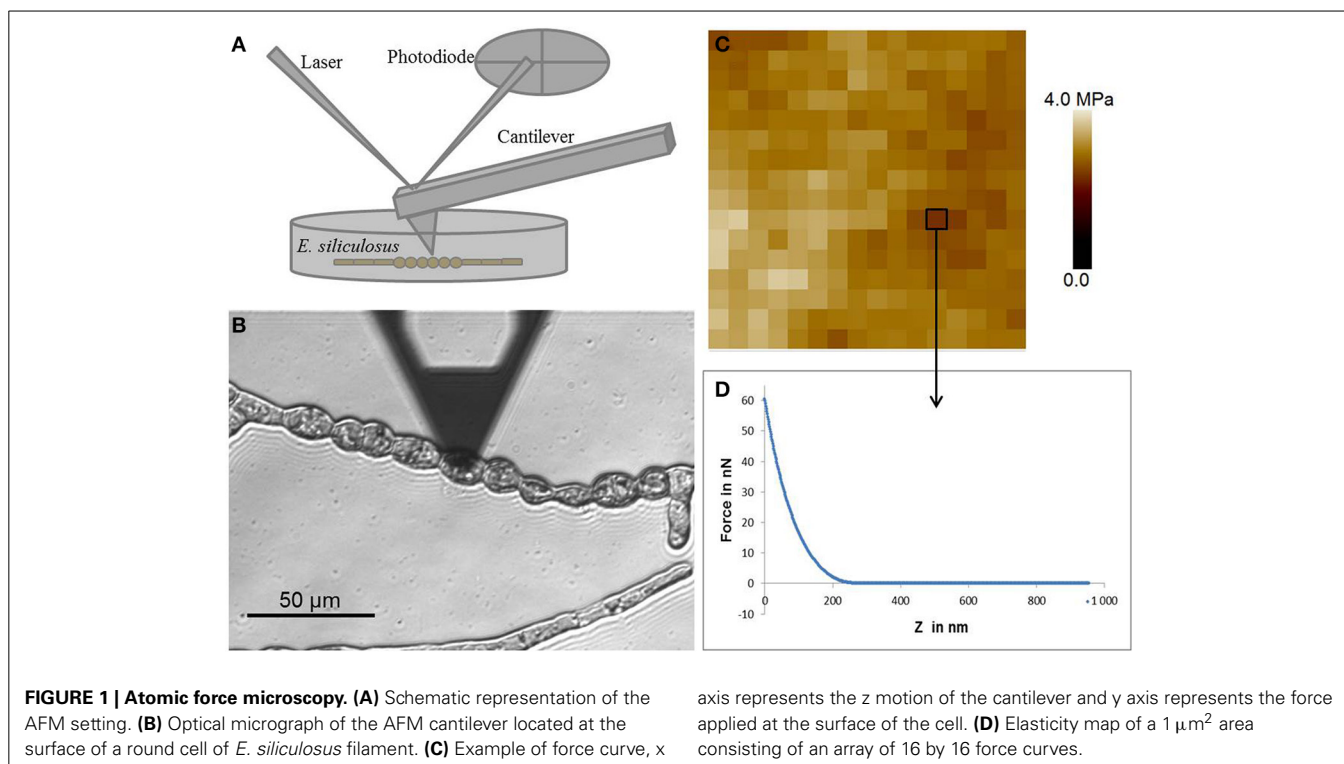 A
Laser
Photodiode
Cantilever
E. siliculosus
B
50 µm
C
4.0 MPa
0.0
D
60
50
40
30
20
10
0
-10
Force in nN
0
200
400
600
800
1 000
Z in nm
FIGURE 1 | Atomic force microscopy. (A) Schematic representation of the
AFM setting. (B) Optical micrograph of the AFM cantilever located at the
surface of a round cell of E. siliculosus filament. (C) Example of force curve, x
axis represents the z motion of the cantilever and y axis represents the force
applied at the surface of the cell. (D) Elasticity map of a 1 µm² area
consisting of an array of 16 by 16 force curves.